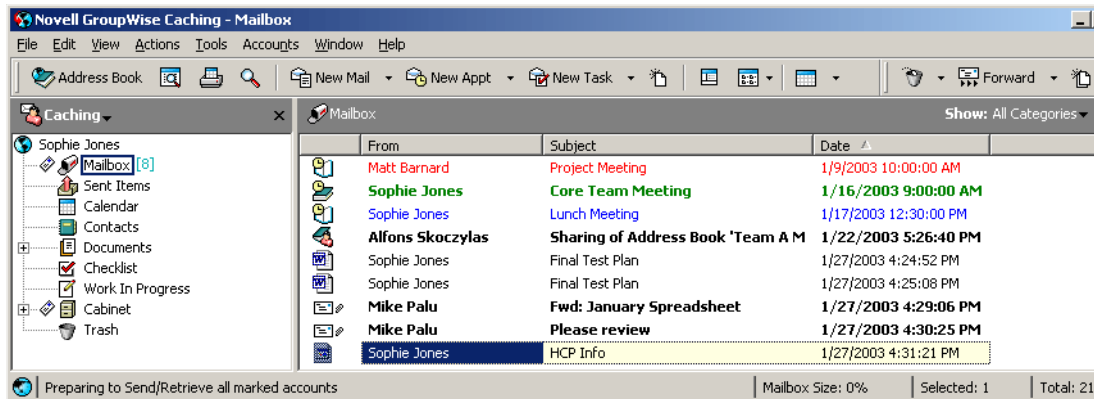 Novell GroupWise Caching - Mailbox
File Edit View Actions Tools Accounts Window Help
Address Book New Mail New Appt New Task Forward
Caching
Mailbox Show: All Categories
Sophie Jones
Mailbox [8]
Sent Items
Calendar
Contacts
Documents
Checklist
Work In Progress
Cabinet
Trash
From Subject Date
Matt Barnard Project Meeting 1/9/2003 10:00:00 AM
Sophie Jones Core Team Meeting 1/16/2003 9:00:00 AM
Sophie Jones Lunch Meeting 1/17/2003 12:30:00 PM
Alfons Skoczylas Sharing of Address Book 'Team A M 1/22/2003 5:26:40 PM
Sophie Jones Final Test Plan 1/27/2003 4:24:52 PM
Sophie Jones Final Test Plan 1/27/2003 4:25:08 PM
Mike Palu Fwd: January Spreadsheet 1/27/2003 4:29:06 PM
Mike Palu Please review 1/27/2003 4:30:25 PM
Sophie Jones HCP Info 1/27/2003 4:31:21 PM
Preparing to Send/Retrieve all marked accounts Mailbox Size: 0% Selected: 1 Total: 21